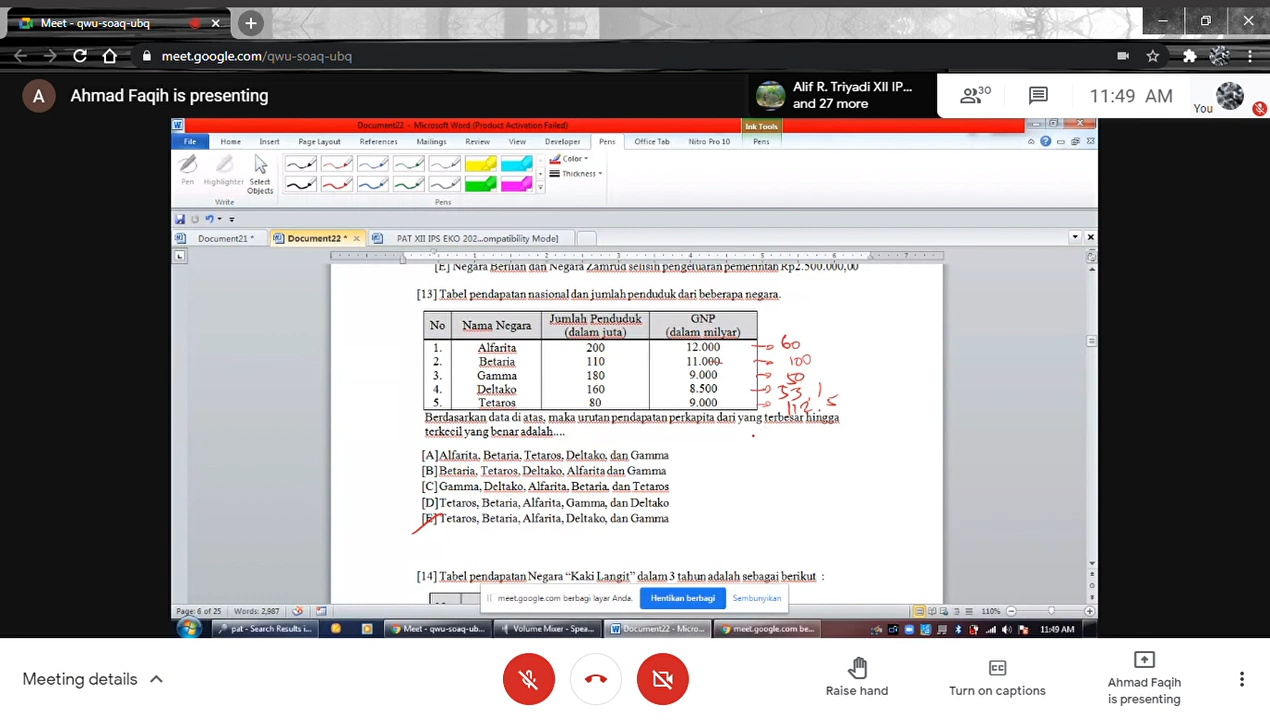 Meet - qwu-soaq-ubq
meet.google.com/qwu-soaq-ubq
A Ahmad Faqih is presenting
Alif R. Triyadi XII IP...
and 27 more
30
11:49 AM
You
Document22 - Microsoft Word (Product Activation Failed)
Ink Tools
File Home Insert Page Layout References Mailings Review View Developer Pens Office Tab Nitro Pro 10 Pens
Pen Highlighter Select Objects
Color
Thickness
Write Pens
Document21 * Document22 * PAT XII IPS EKO 202...ompatibility Mode]
[E] Negara Berlian dan Negara Zamrud selisih pengeluaran pemerintah Rp2.500.000,00
[13] Tabel pendapatan nasional dan jumlah penduduk dari beberapa negara.
No Nama Negara Jumlah Penduduk (dalam juta) GNP (dalam milyar)
1. Alfarita 200 12.000 60
2. Betaria 110 11.000 100
3. Gamma 180 9.000 50
4. Deltako 160 8.500 53,1
5. Tetaros 80 9.000 112.5
Berdasarkan data di atas, maka urutan pendapatan perkapita dari yang terbesar hingga
terkecil yang benar adalah....
[A] Alfarita, Betaria, Tetaros, Deltako, dan Gamma
[B] Betaria, Tetaros, Deltako, Alfarita dan Gamma
[C] Gamma, Deltako, Alfarita, Betaria, dan Tetaros
[D] Tetaros, Betaria, Alfarita, Gamma, dan Deltako
[E] Tetaros, Betaria, Alfarita, Deltako, dan Gamma
[14] Tabel pendapatan Negara “Kaki Langit” dalam 3 tahun adalah sebagai berikut :
meet.google.com berbagi layar Anda. Hentikan berbagi Sembunyikan
Page: 6 of 25 Words: 2,987 110%
pat - Search Results i... Meet - qwu-soaq-ub... Volume Mixer - Spea... Document22 - Micro... meet.google.com be... 11:49 AM
Meeting details
Raise hand
Turn on captions
Ahmad Faqih
is presenting